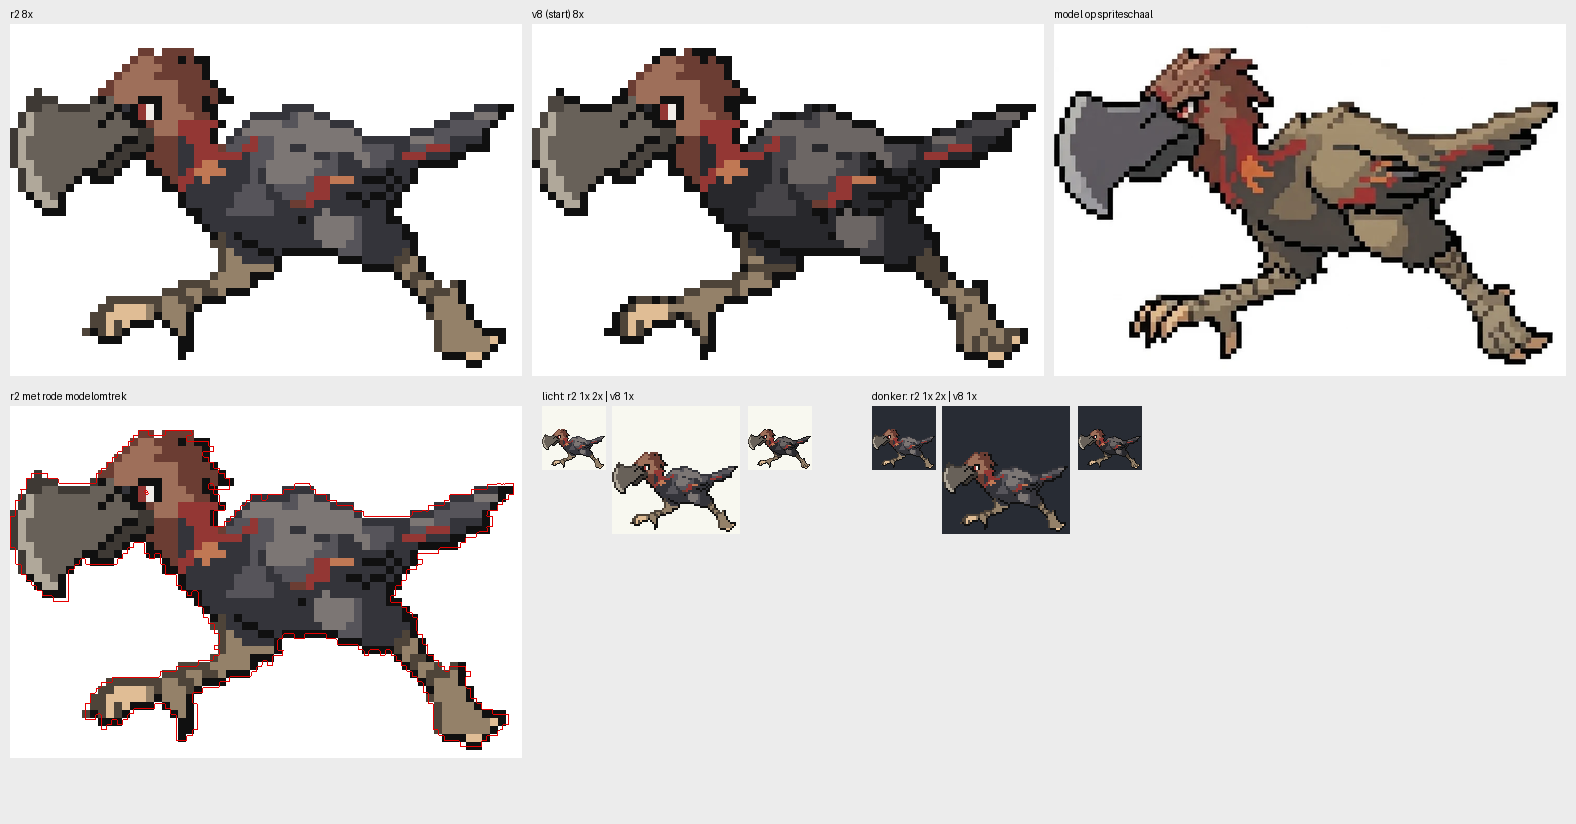 r2 8x
v8 (start) 8x
model op spriteschaal
r2 met rode modelomtrek
licht: r2 1x 2x | v8 1x
donker: r2 1x 2x | v8 1x